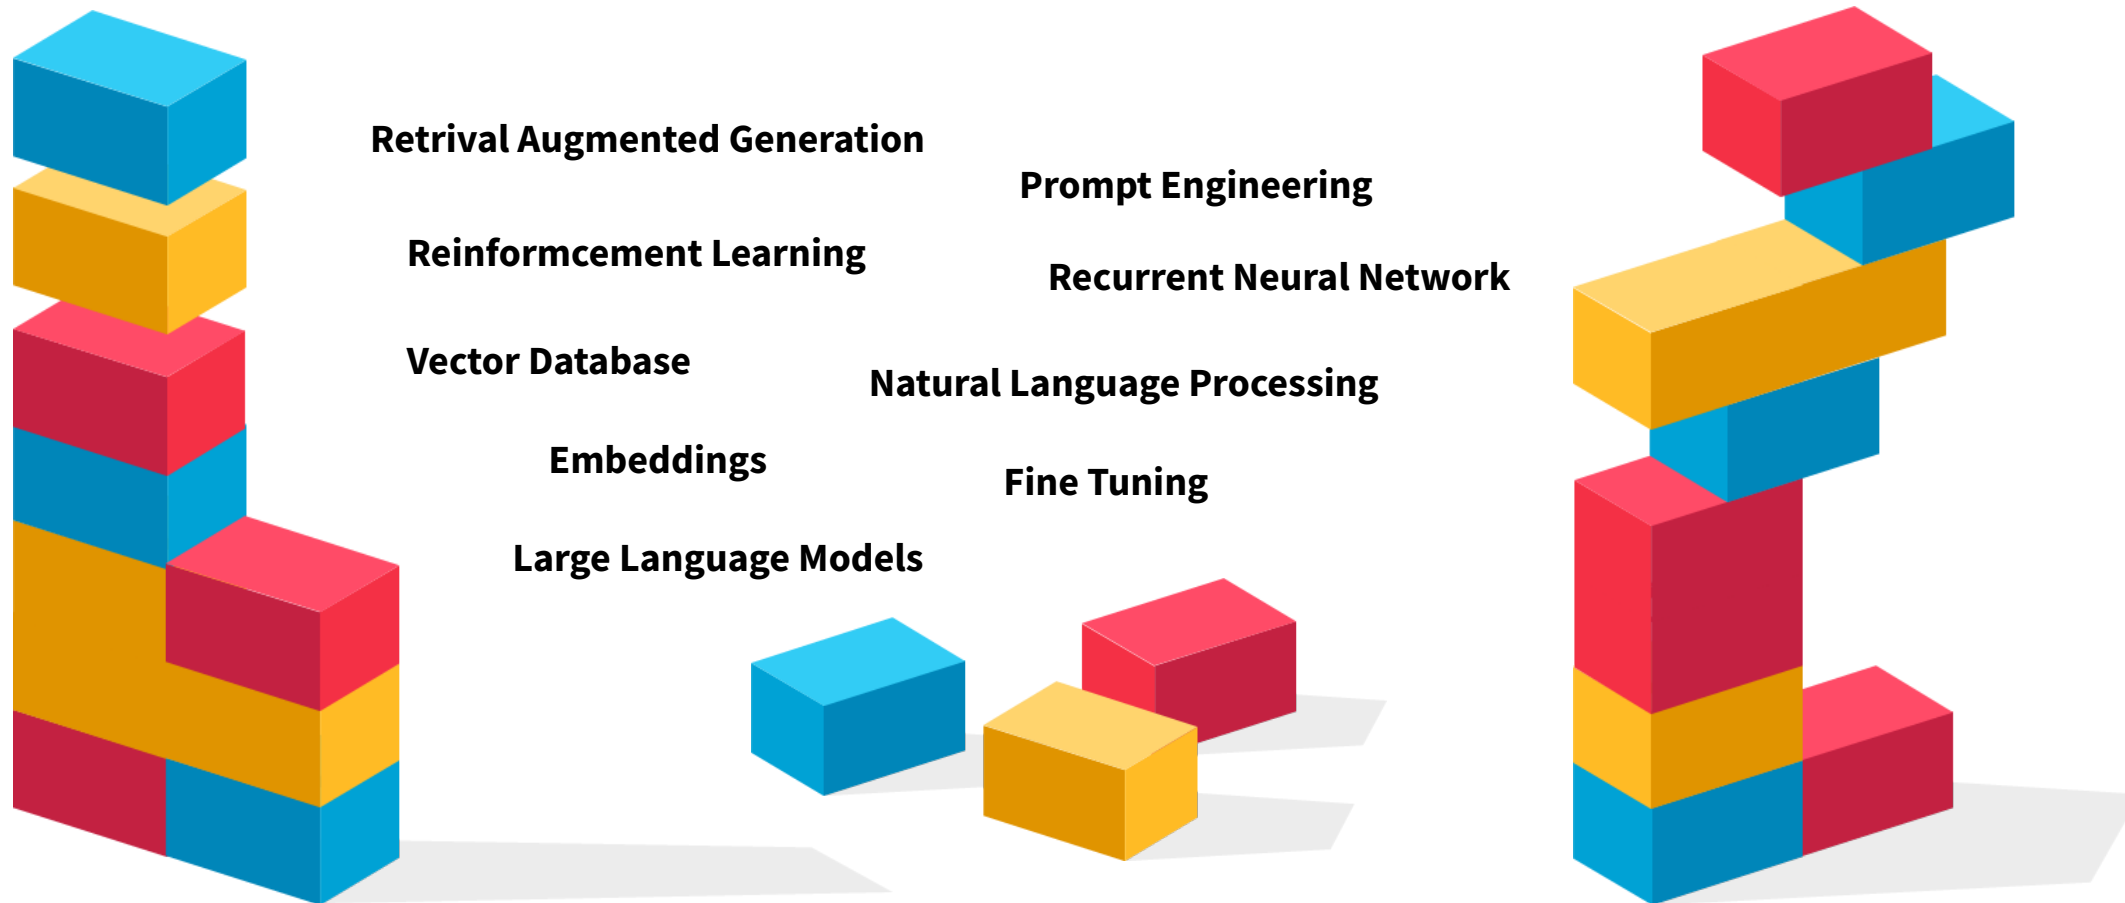 Retrival Augmented Generation
Prompt Engineering
Reinformcement Learning
Recurrent Neural Network
Vector Database
Natural Language Processing
Embeddings
Fine Tuning
Large Language Models